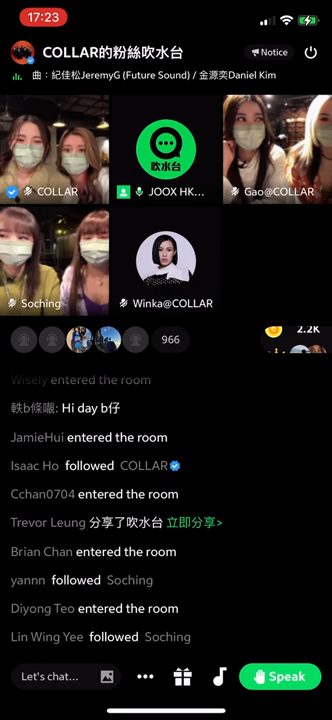 17:23
COLLAR的粉絲吹水台
Notice
曲：紀佳松JeremyG (Future Sound) / 金源奕Daniel Kim
COLLAR
吹水台
JOOX HK...
Gao@COLLAR
Soching
Winka@COLLAR
966
2.2K
Wisely entered the room
軼b條嚫: Hi day b仔
JamieHui entered the room
Isaac Ho followed COLLAR
Cchan0704 entered the room
Trevor Leung 分享了吹水台 立即分享>
Brian Chan entered the room
yannn followed Soching
Diyong Teo entered the room
Lin Wing Yee followed Soching
Let's chat...
Speak